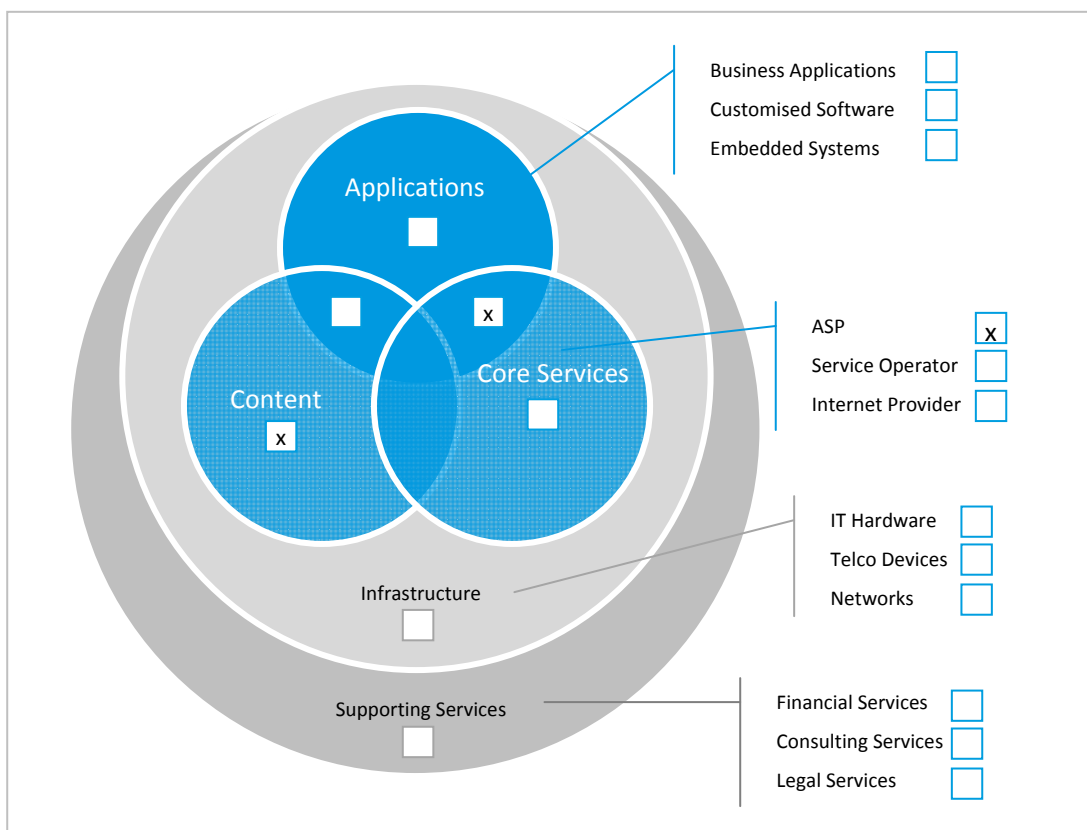 Business Applications
Customised Software
Embedded Systems
Applications
x
ASP x
Service Operator
Internet Provider
Core Services
Content
x
IT Hardware
Telco Devices
Networks
Infrastructure
Supporting Services
Financial Services
Consulting Services
Legal Services